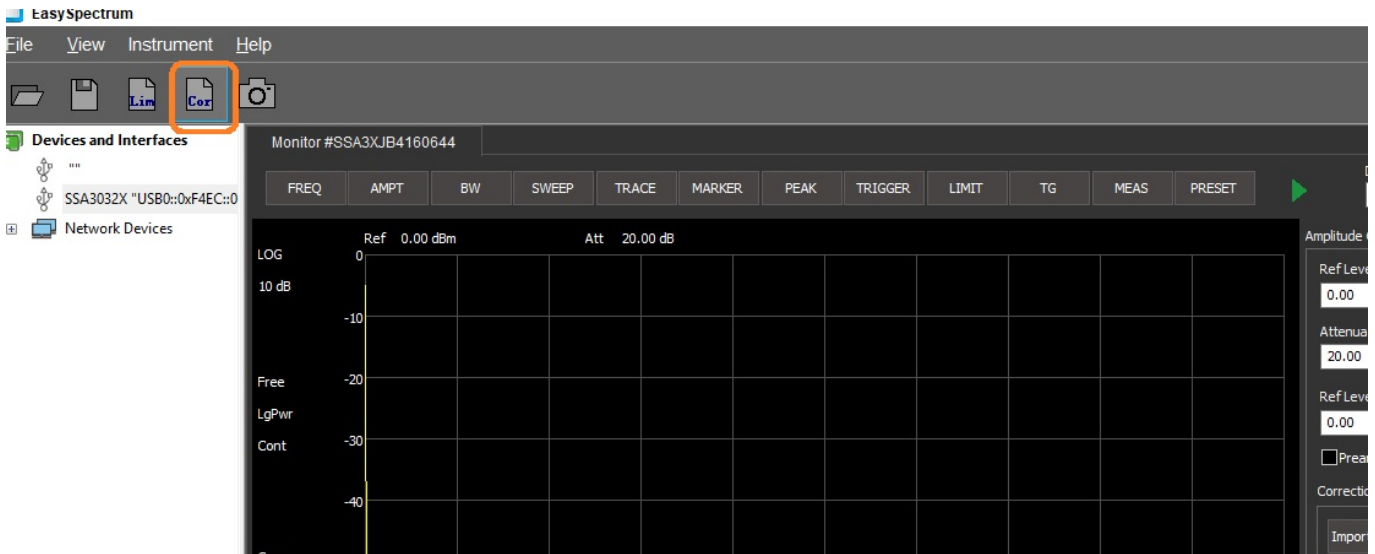 EasySpectrum
File View Instrument Help
Lim Cor
Devices and Interfaces
""
SSA3032X "USB0::0xF4EC::0
Network Devices
Monitor #SSA3XJB4160644
FREQ AMPT BW SWEEP TRACE MARKER PEAK TRIGGER LIMIT TG MEAS PRESET
Ref 0.00 dBm Att 20.00 dB
LOG
10 dB
Free
LgPwr
Cont
0
-10
-20
-30
-40
Amplitude
Ref Leve
0.00
Attenua
20.00
Ref Leve
0.00
Prea
Correctio
Impor